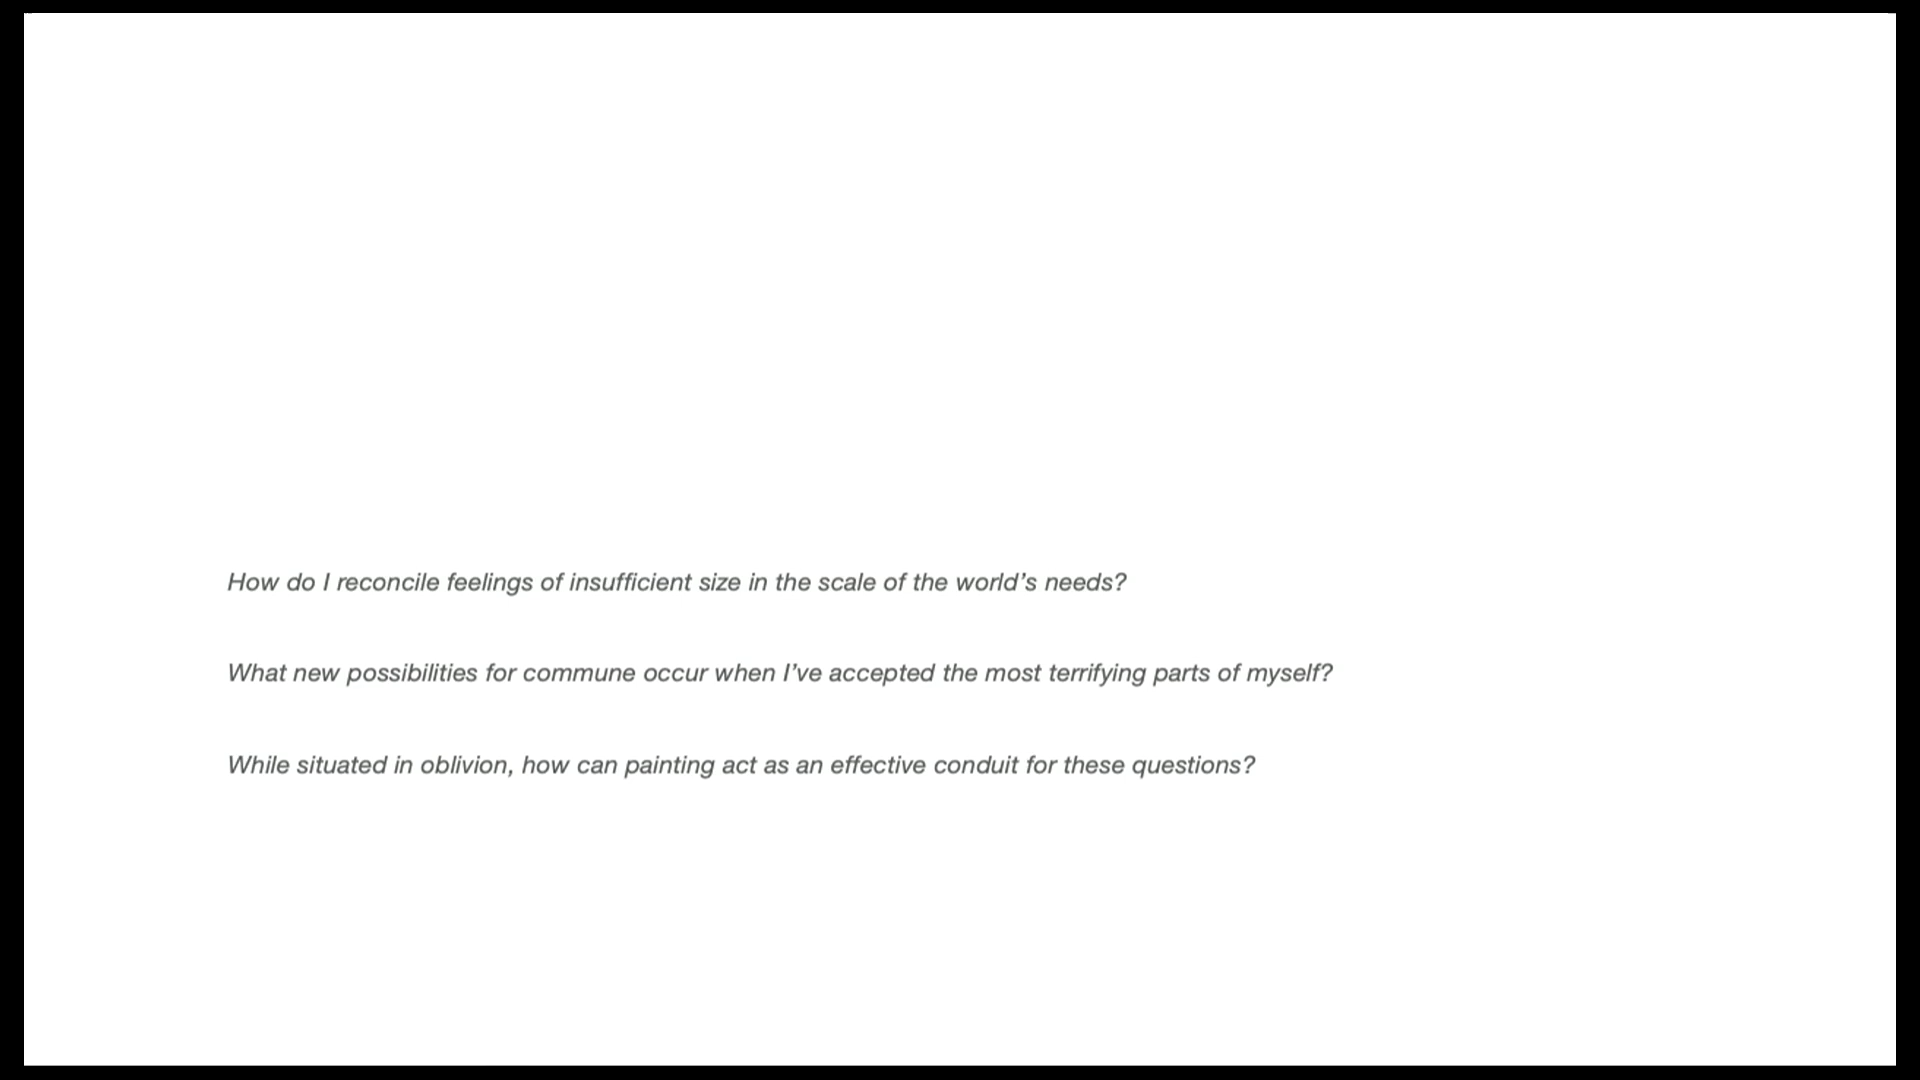 How do I reconcile feelings of insufficient size in the scale of the world’s needs?
What new possibilities for commune occur when I’ve accepted the most terrifying parts of myself?
While situated in oblivion, how can painting act as an effective conduit for these questions?